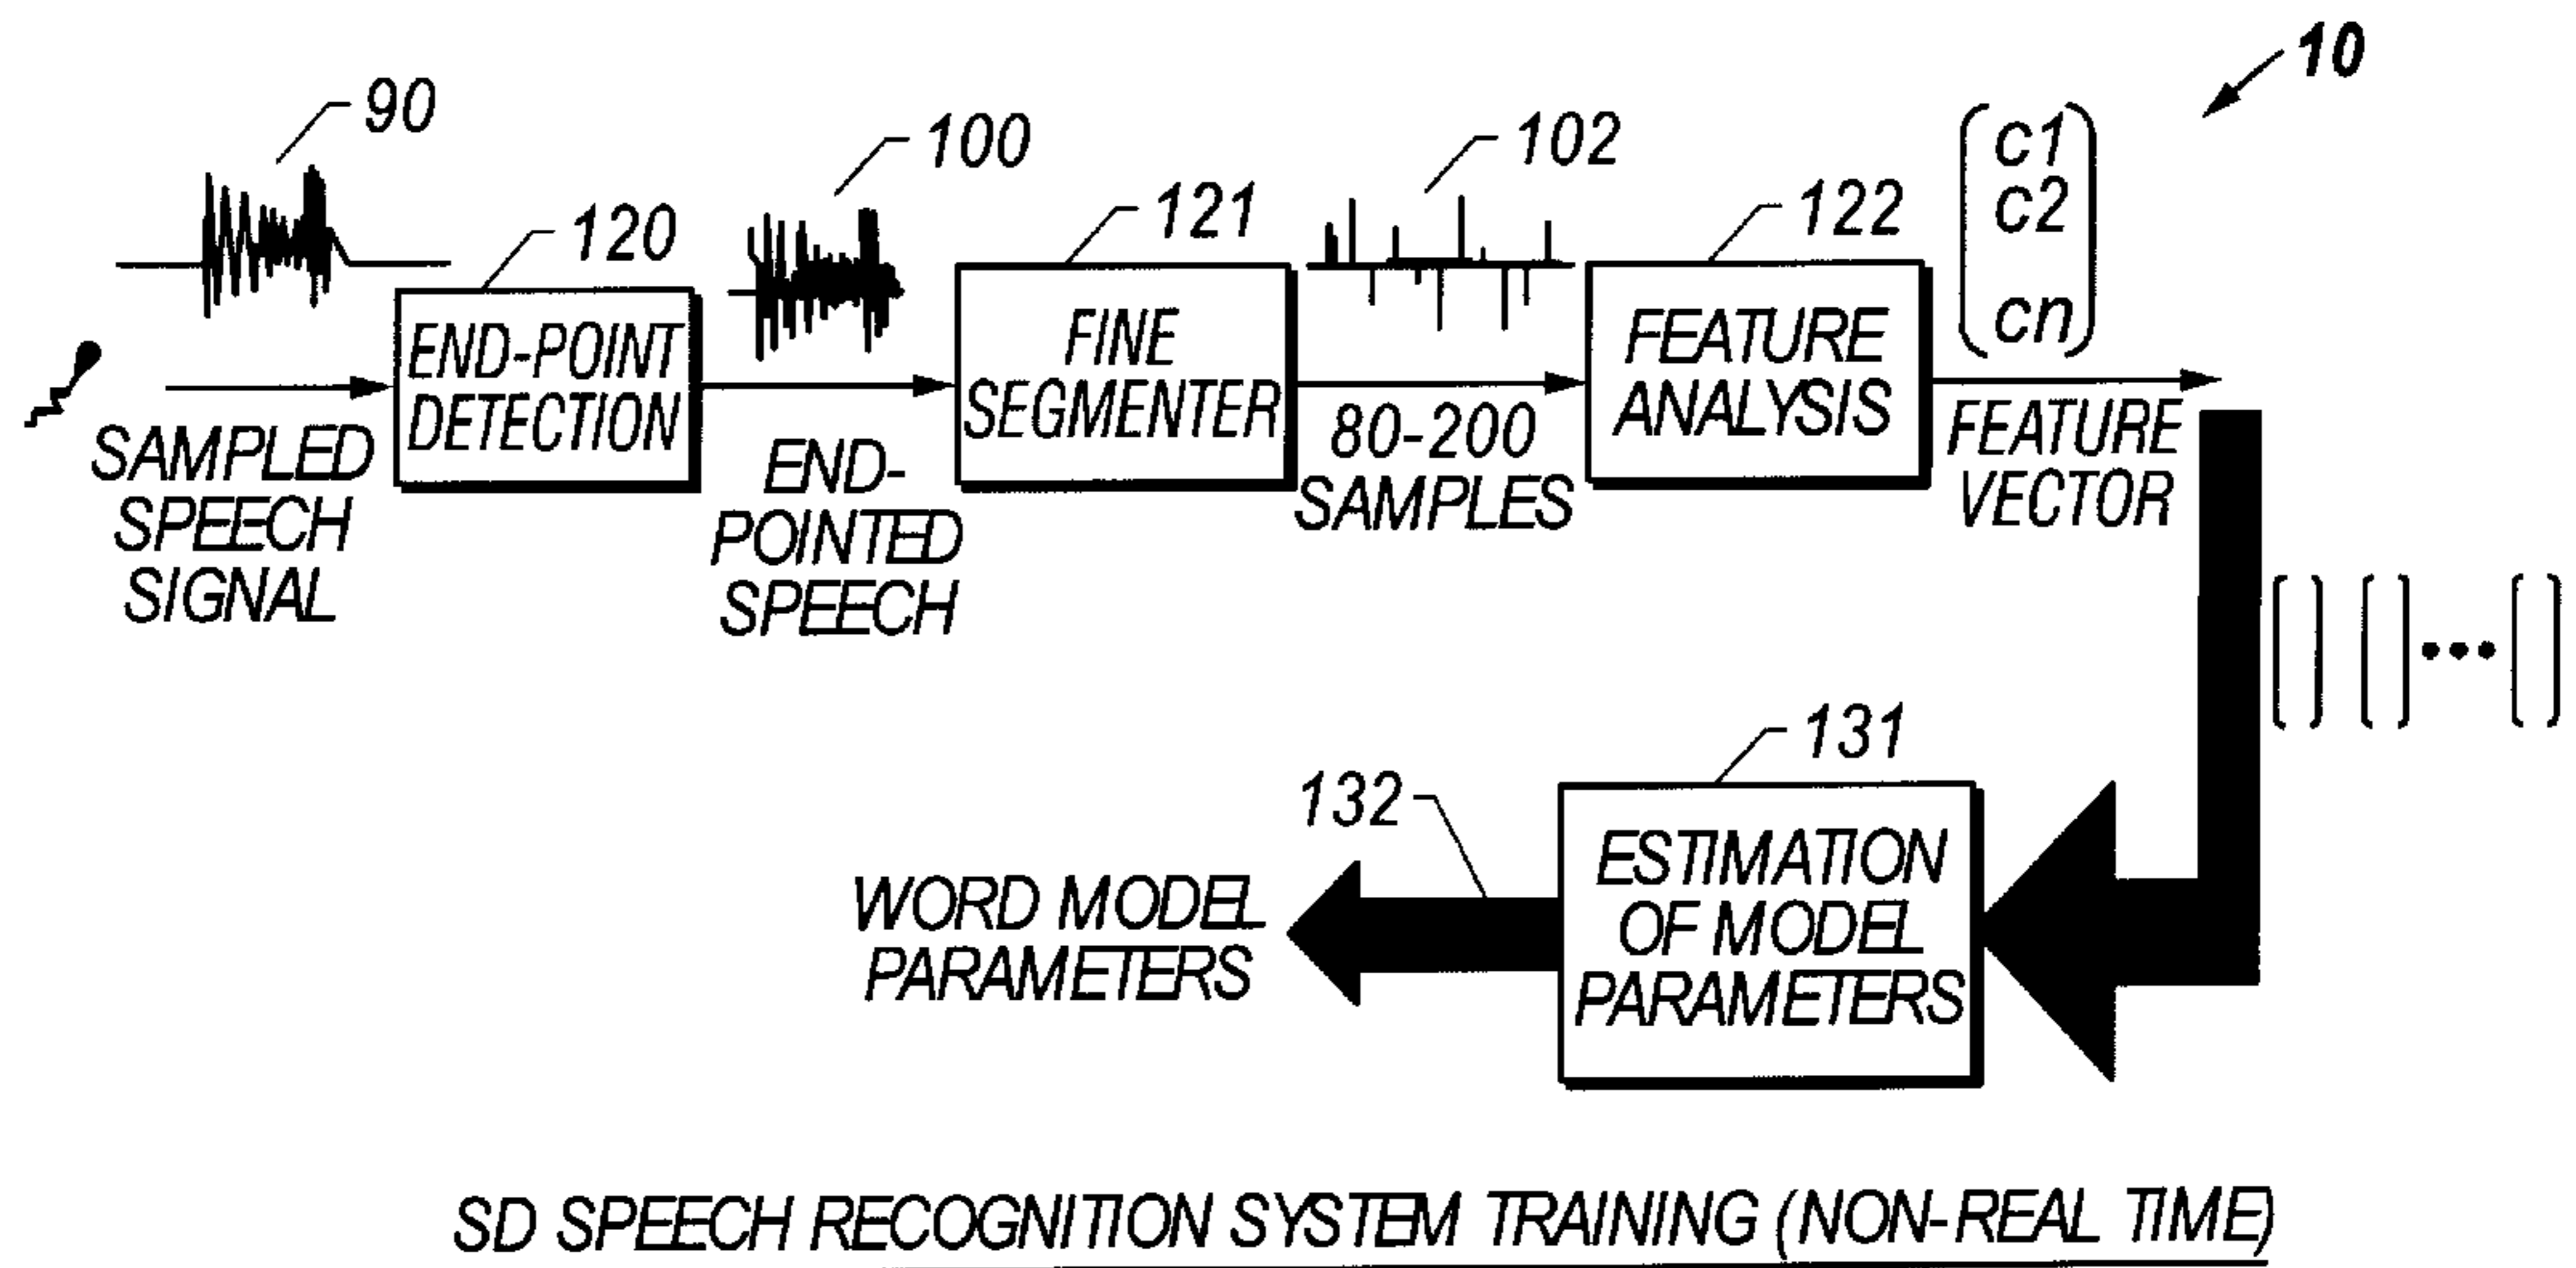 10
90
100
102
c1
c2
cn
120
121
122
END-POINT
DETECTION
FINE
SEGMENTER
FEATURE
ANALYSIS
SAMPLED
SPEECH
SIGNAL
END-
POINTED
SPEECH
80-200
SAMPLES
FEATURE
VECTOR
131
132
ESTIMATION
OF MODEL
PARAMETERS
WORD MODEL
PARAMETERS
SD SPEECH RECOGNITION SYSTEM TRAINING (NON-REAL TIME)